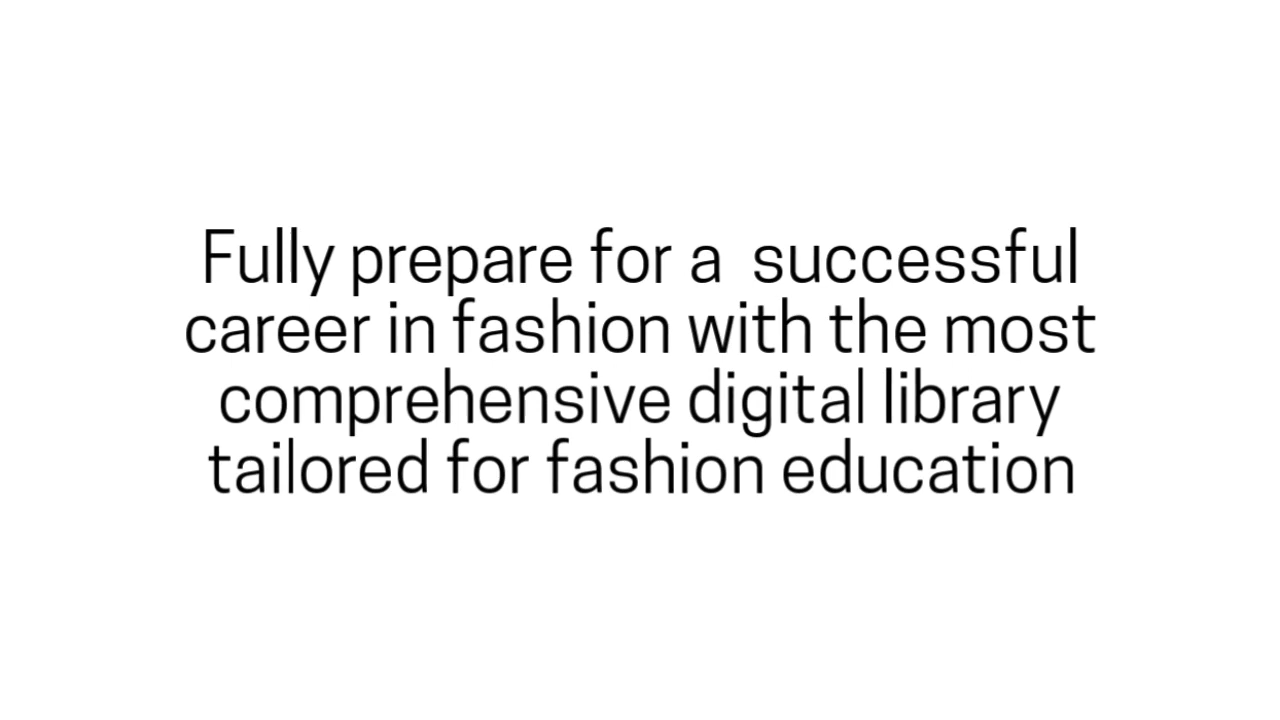 Fully prepare for a  successful
career in fashion with the most
comprehensive digital library
tailored for fashion education